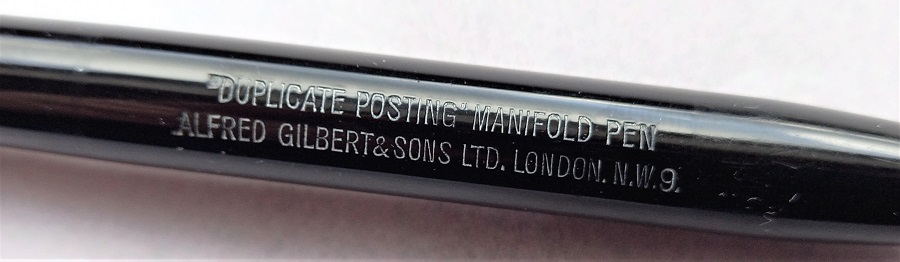 "DUPLICATE POSTING" MANIFOLD PEN
ALFRED GILBERT & SONS LTD. LONDON. N.W.9.